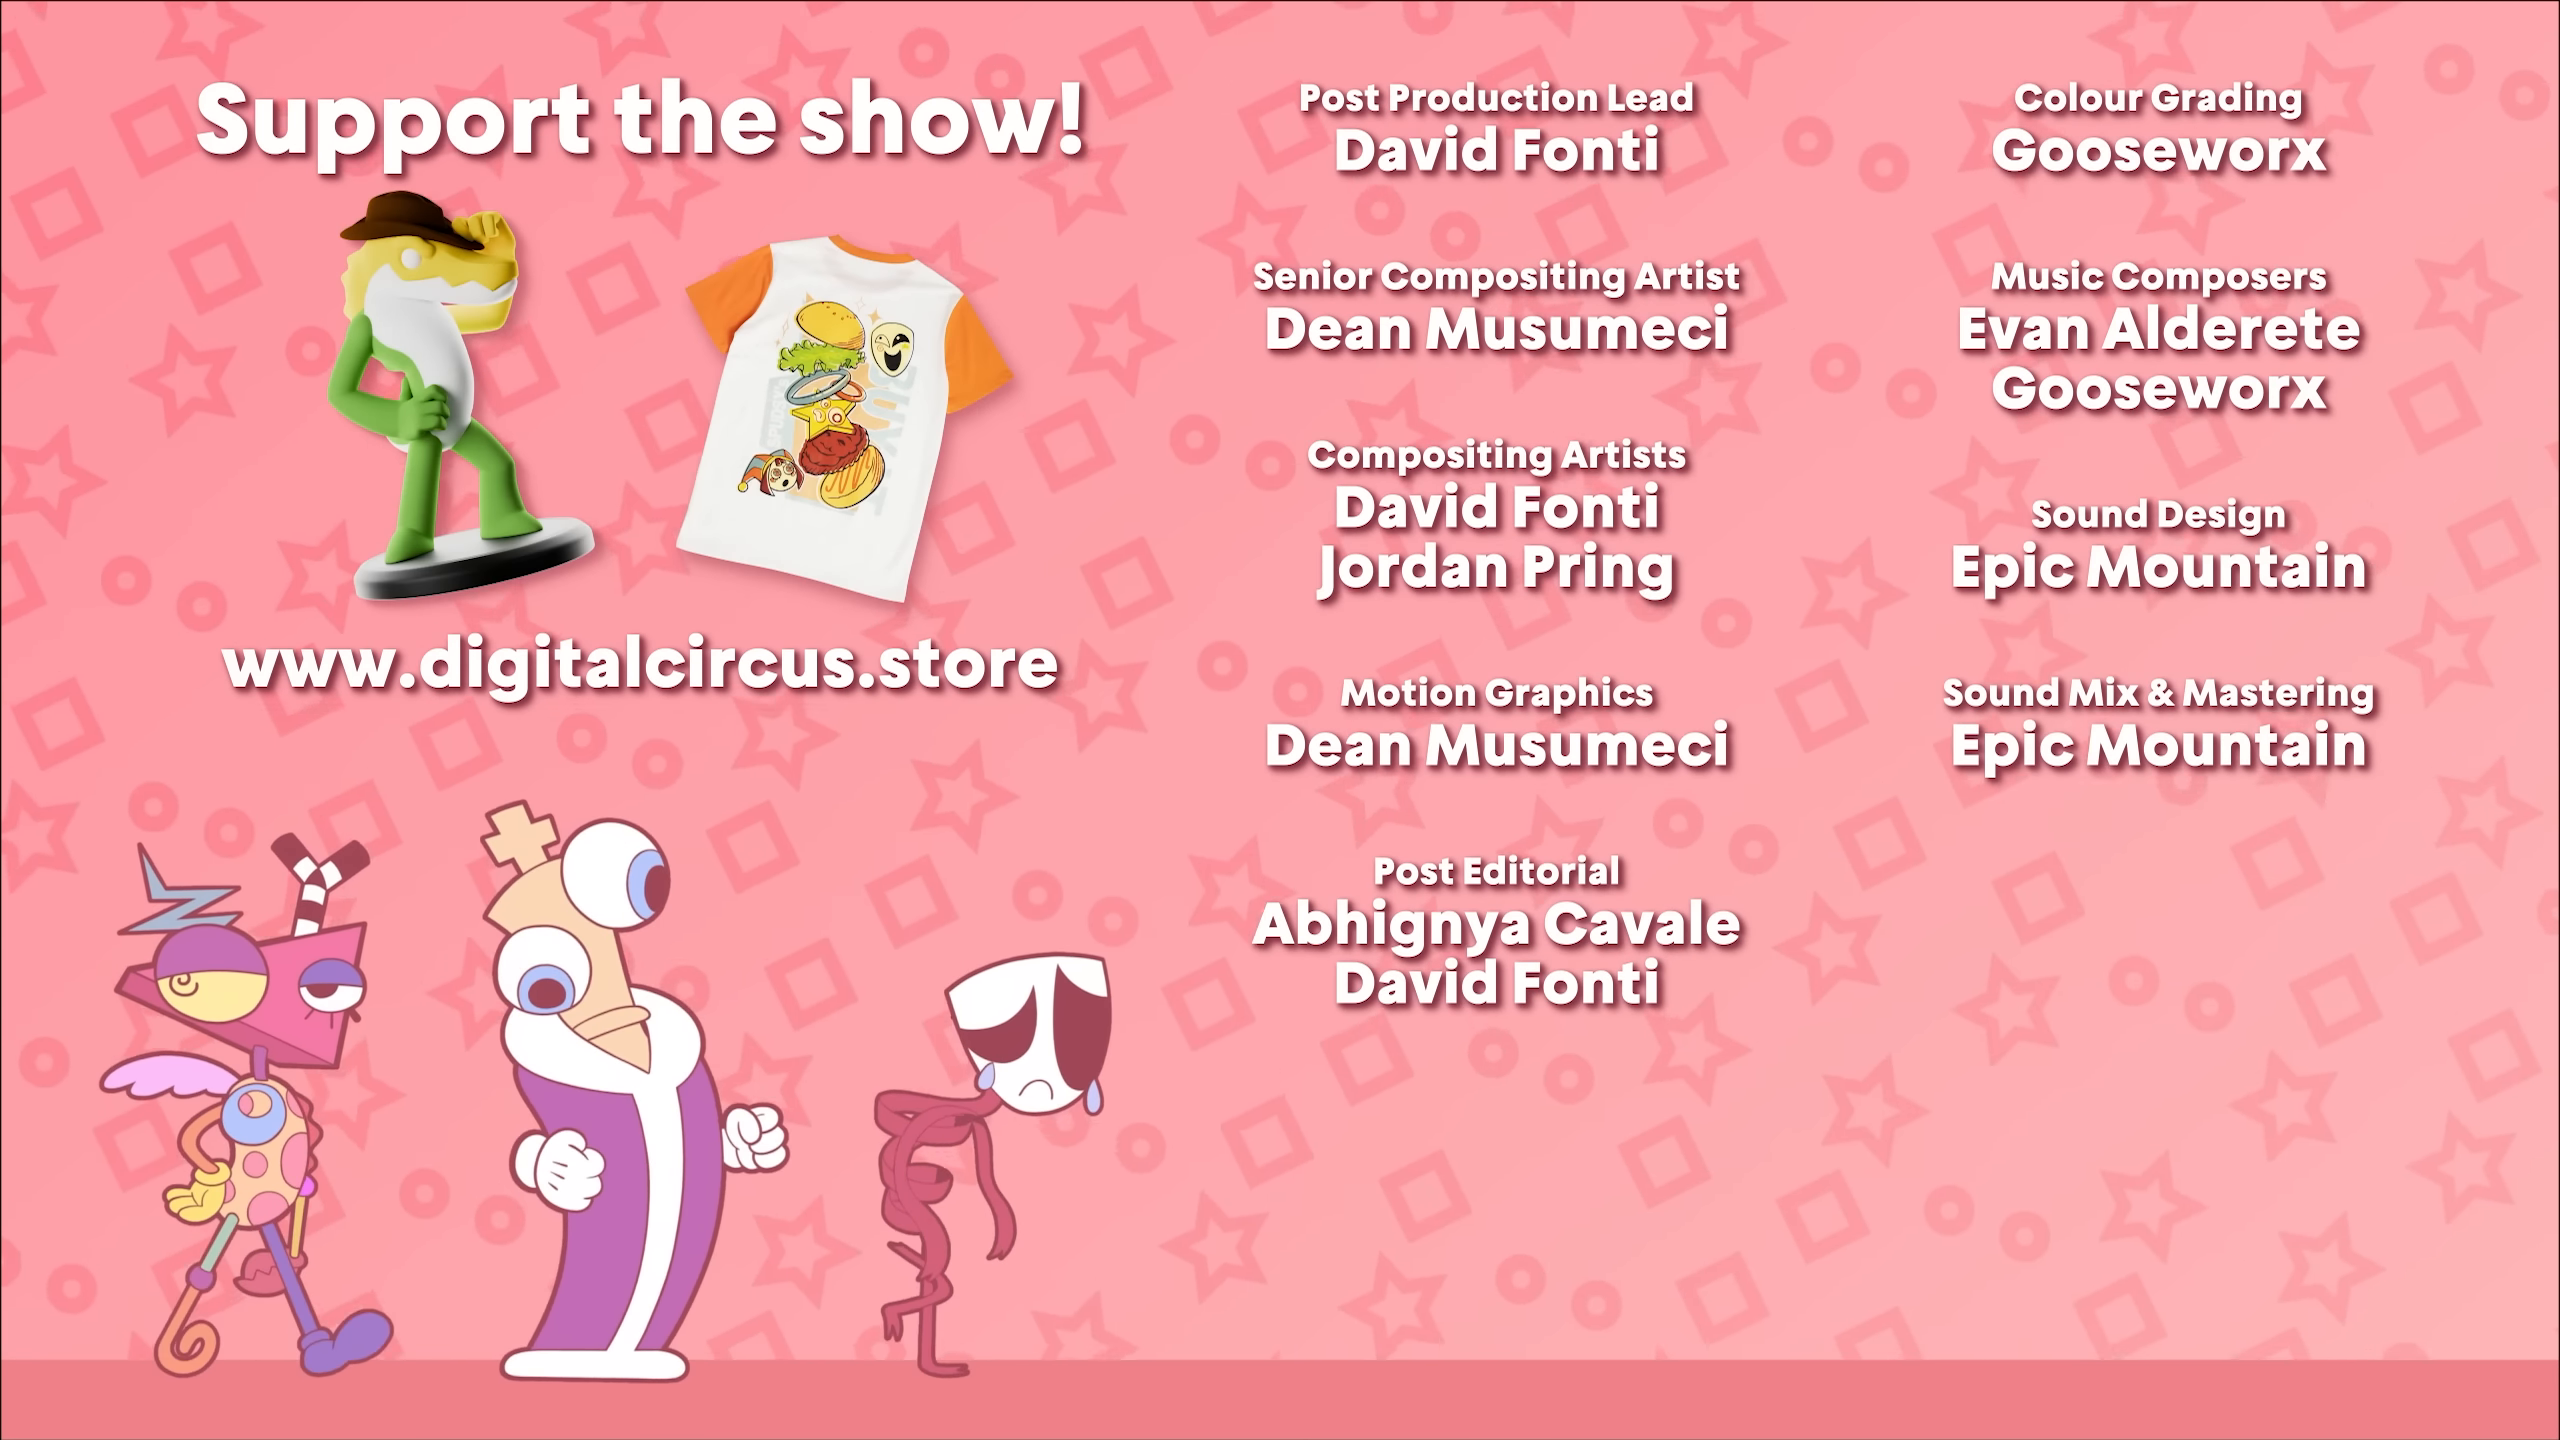 Support the show!
www.digitalcircus.store
Post Production Lead
David Fonti
Senior Compositing Artist
Dean Musumeci
Compositing Artists
David Fonti
Jordan Pring
Motion Graphics
Dean Musumeci
Post Editorial
Abhignya Cavale
David Fonti
Colour Grading
Gooseworx
Music Composers
Evan Alderete
Gooseworx
Sound Design
Epic Mountain
Sound Mix & Mastering
Epic Mountain